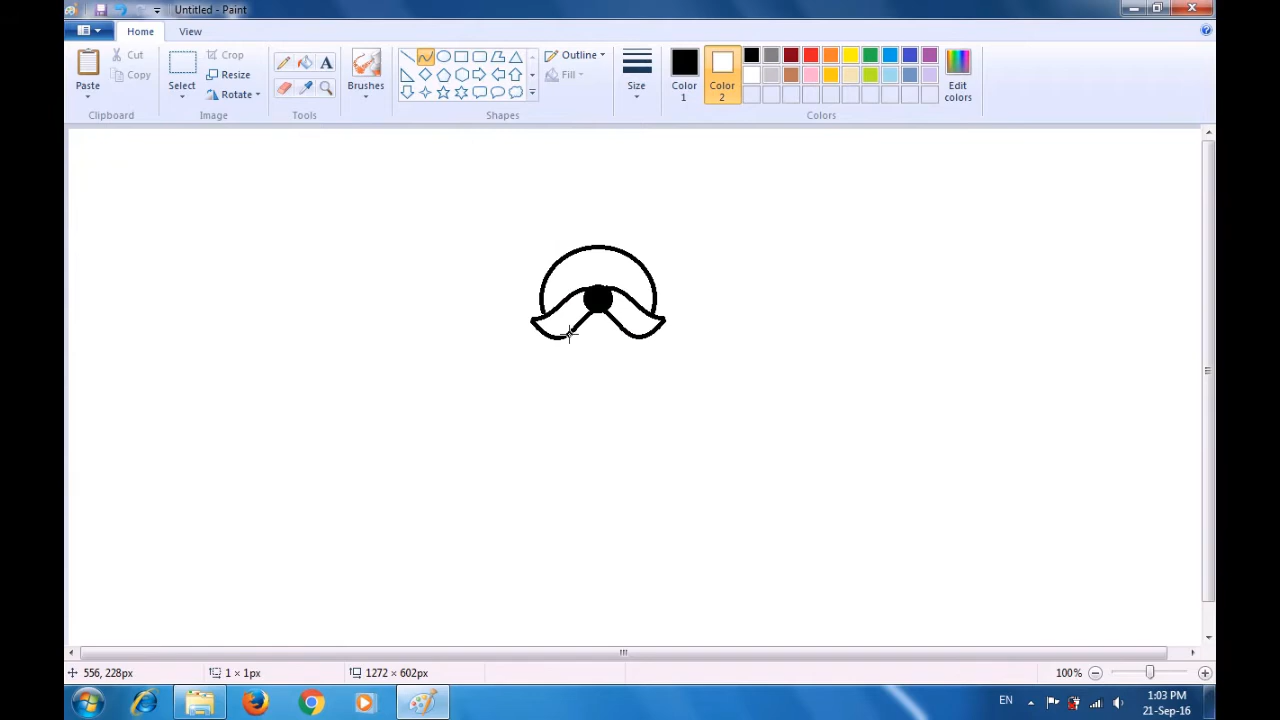 Untitled - Paint
Home View
Paste
Cut
Copy
Clipboard
Select
Crop
Resize
Rotate
Image
A
Tools
Brushes
Shapes
Outline
Fill
Size
Color 1
Color 2
Colors
Edit colors
556, 228px
1 × 1px
1272 × 602px
100%
EN
1:03 PM
21-Sep-16